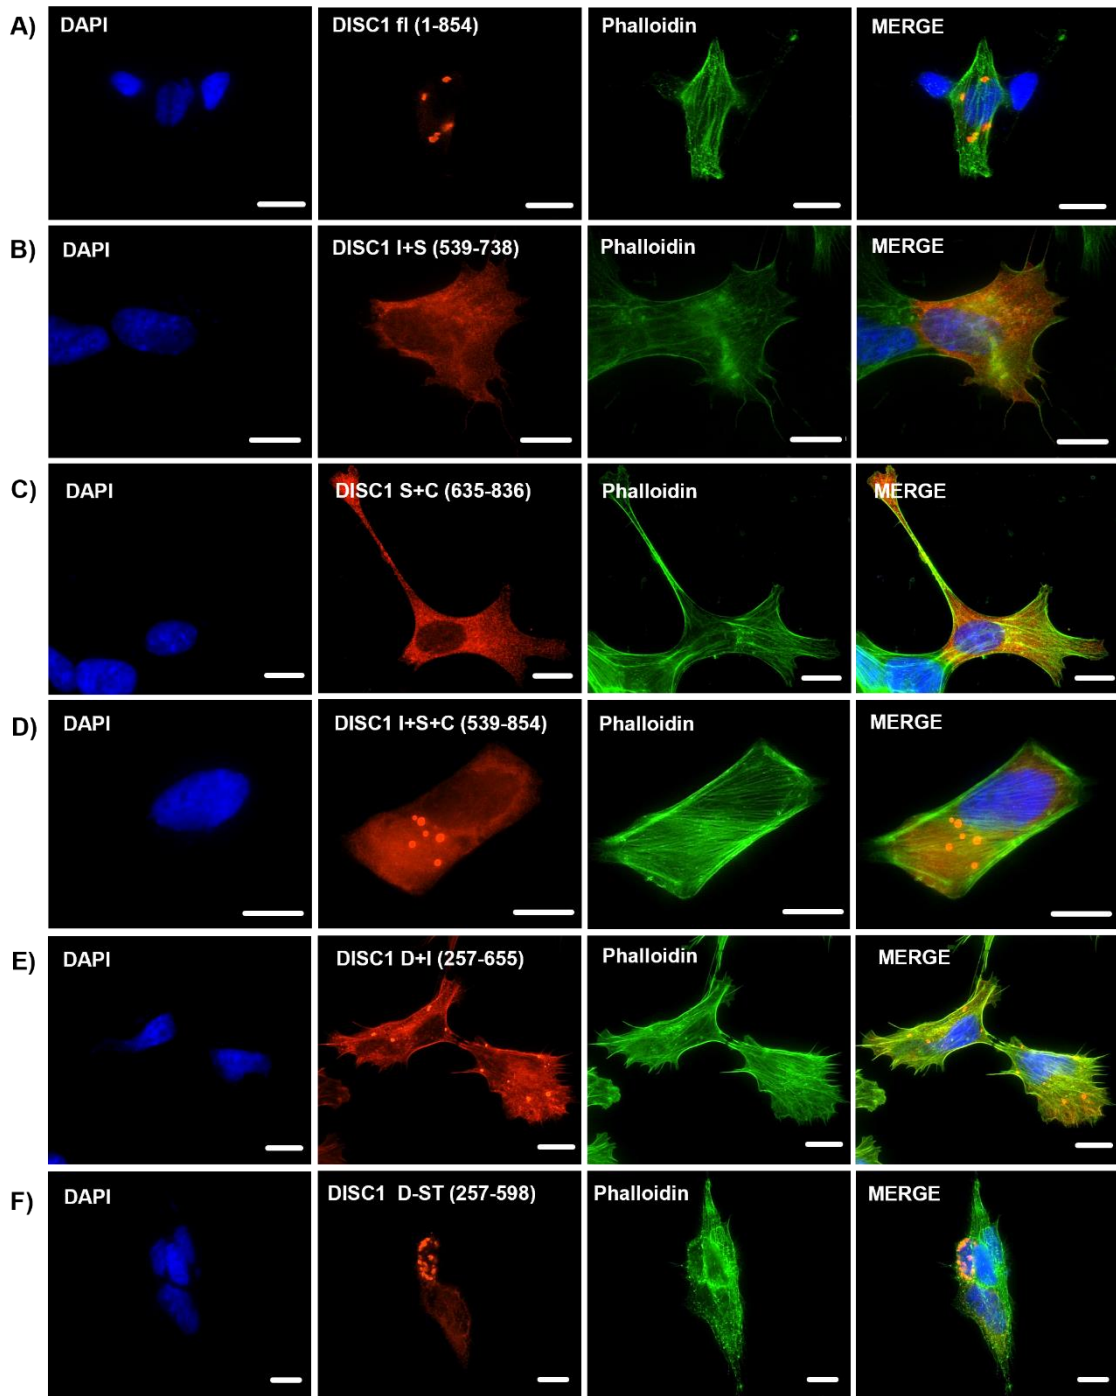 A) DAPI DISC1 fl (1-854) Phalloidin MERGE
B) DAPI DISC1 I+S (539-738) Phalloidin MERGE
C) DAPI DISC1 S+C (635-836) Phalloidin MERGE
D) DAPI DISC1 I+S+C (539-854) Phalloidin MERGE
E) DAPI DISC1 D+I (257-655) Phalloidin MERGE
F) DAPI DISC1 D-ST (257-598) Phalloidin MERGE